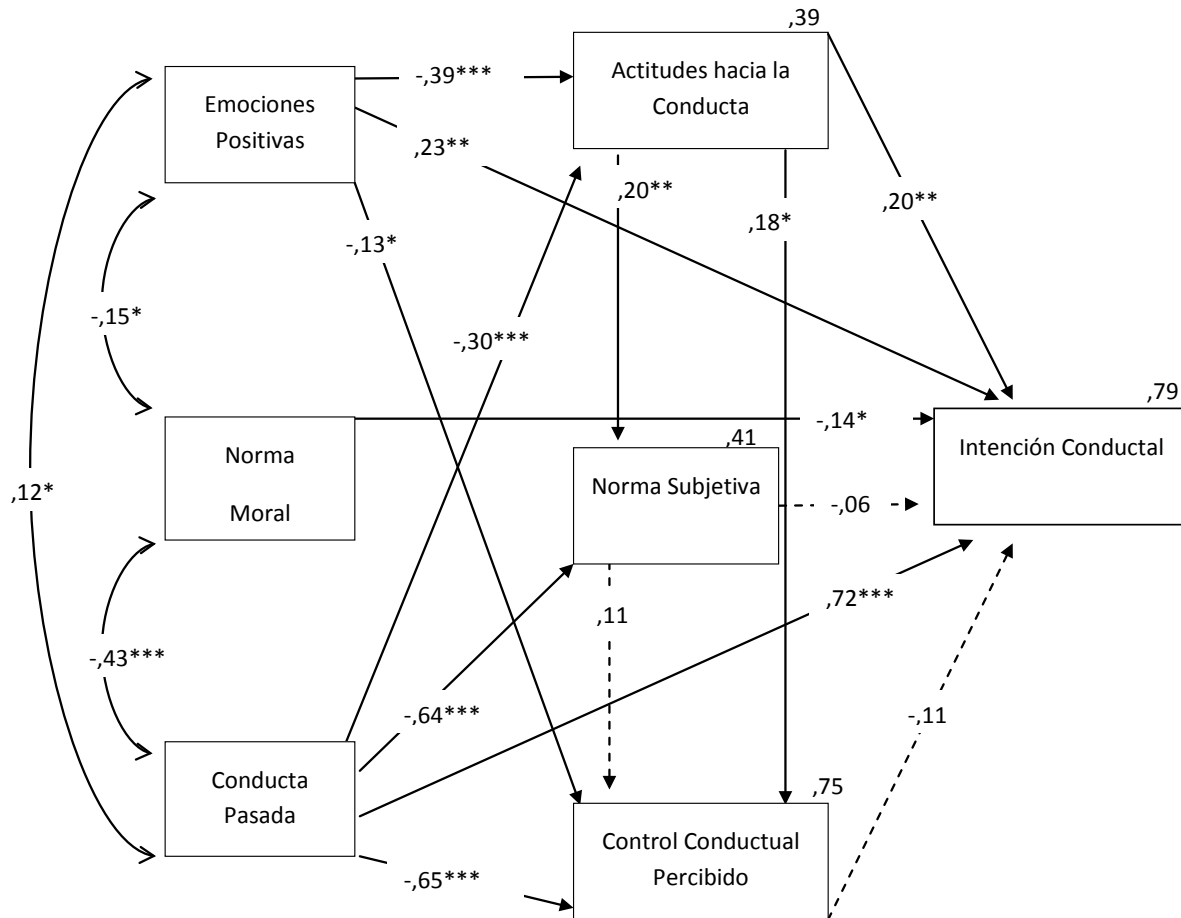 ,39
Actitudes hacia la
Conducta
-,39***
Emociones
Positivas
,23**
,20**
,20**
,18*
-,13*
-,15*
-,30***
,79
-,14*
,41
Norma
Moral
Intención Conductal
Norma Subjetiva
,12*
-,06
,72***
,11
-,43***
-,64***
-,11
Conducta
Pasada
,75
Control Conductual
Percibido
-,65***